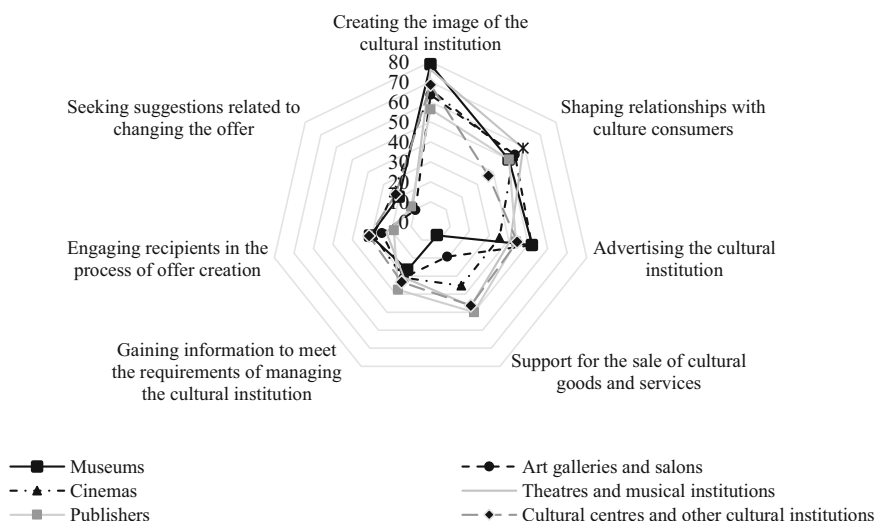 Creating the image of the
cultural institution
80
70
60
50
40
30
20
10
0
Seeking suggestions related to
changing the offer
Shaping relationships with
culture consumers
Engaging recipients in the
process of offer creation
Advertising the cultural
institution
Gaining information to meet
the requirements of managing
the cultural institution
Support for the sale of cultural
goods and services
Museums
Art galleries and salons
Cinemas
Theatres and musical institutions
Publishers
Cultural centres and other cultural institutions